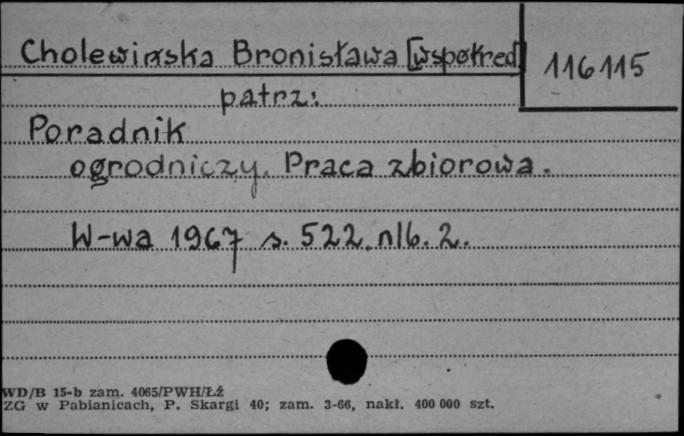 Cholewińska Bronisława [współred]
116115
patrz:
Poradnik
ogrodniczy. Praca zbiorowa.
W-wa 1967 s. 522, nlb. 2.
WD/B 15-b zam. 4065/PWH/Łź
ZG w Pabianicach, P. Skargi 40; zam. 3-66, nakł. 400 000 szt.